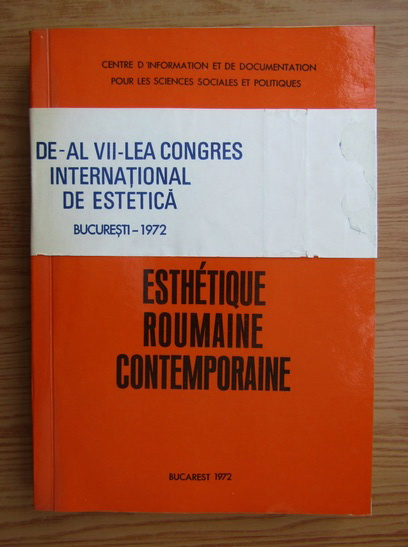 CENTRE D'INFORMATION ET DE DOCUMENTATION
POUR LES SCIENCES SOCIALES ET POLITIQUES
DE-AL VII-LEA CONGRES
INTERNAȚIONAL
DE ESTETICĂ
BUCUREȘTI-1972
ESTHÉTIQUE
ROUMAINE
CONTEMPORAINE
BUCAREST 1972